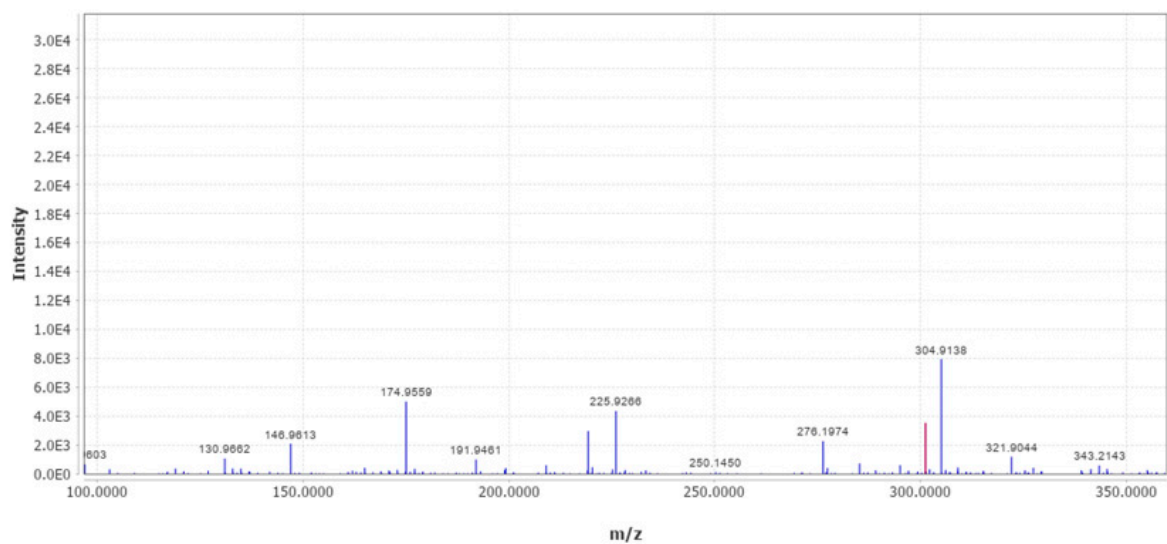 3.0E4
2.8E4
2.6E4
2.4E4
2.2E4
2.0E4
1.8E4
1.6E4
1.4E4
1.2E4
1.0E4
8.0E3
6.0E3
4.0E3
2.0E3
0.0E0
Intensity
304.9138
174.9559
225.9266
146.9613
276.1974
130.9662
191.9461
321.9044
603
250.1450
343.2143
100.0000 150.0000 200.0000 250.0000 300.0000 350.0000
m/z